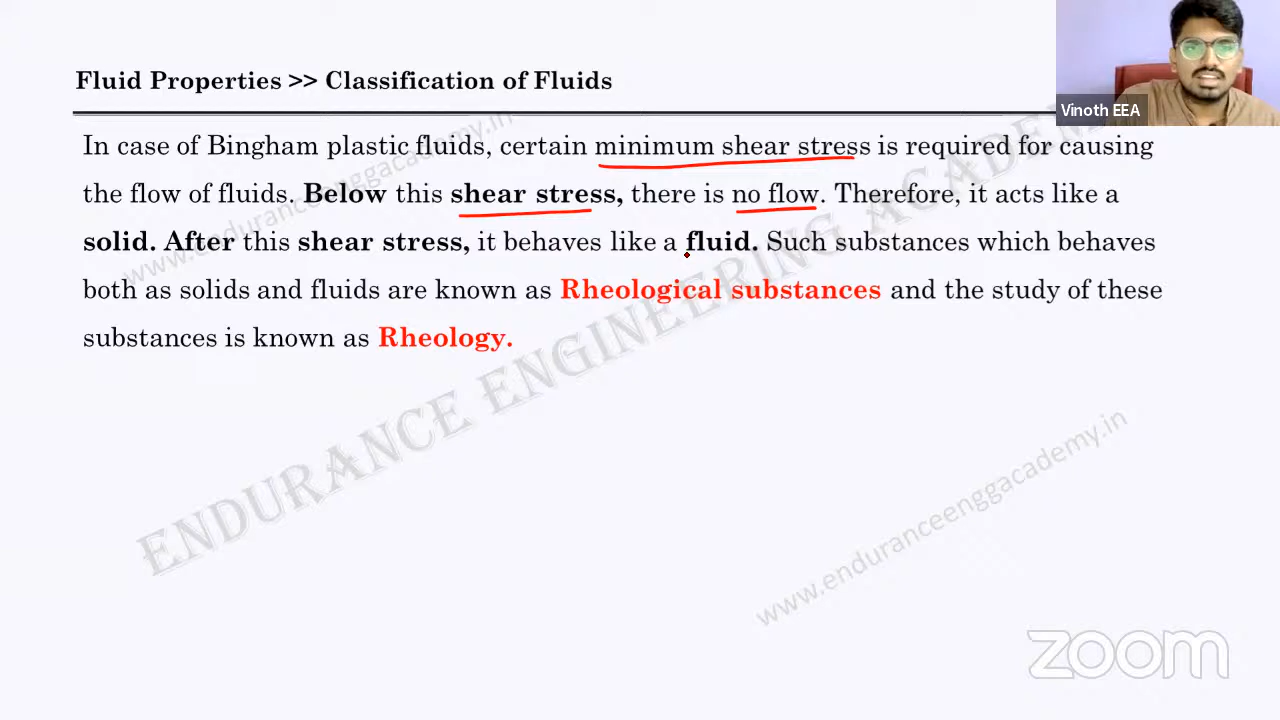 Fluid Properties >> Classification of Fluids
Vinoth EEA
In case of Bingham plastic fluids, certain minimum shear stress is required for causing
the flow of fluids. Below this shear stress, there is no flow. Therefore, it acts like a
solid. After this shear stress, it behaves like a fluid. Such substances which behaves
both as solids and fluids are known as Rheological substances and the study of these
substances is known as Rheology.
www.enduranceenggacademy.in
ENDURANCE ENGINEERING ACADEMY
www.enduranceenggacademy.in
zoom